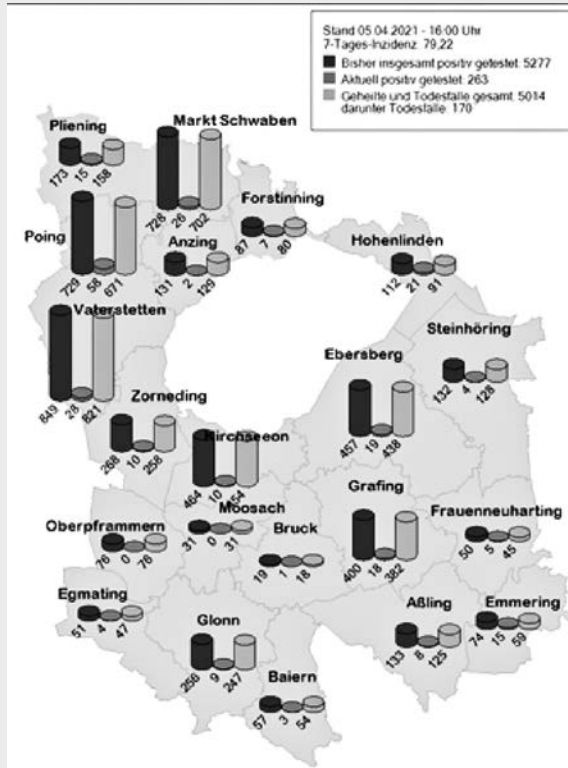 Stand 05.04.2021 - 16:00 Uhr
7-Tages-Inzidenz: 79,22
Bisher insgesamt positiv getestet: 5277
Aktuell positiv getestet: 263
Geheilte und Todesfälle gesamt: 5014
darunter Todesfälle: 170
Pliening
173 15 158
Markt Schwaben
728 26 702
Forstinning
87 7 80
Poing
729 58 671
Anzing
131 2 129
Hohenlinden
112 21 91
Vaterstetten
849 28 821
Steinhöring
132 4 128
Ebersberg
457 19 438
Zorneding
268 10 258
Kirchseeon
464 10 454
Moosach
31 0 31
Bruck
19 1 18
Grafing
400 18 382
Frauenneuharting
50 5 45
Oberpframmern
76 0 76
Egmating
51 4 47
Glonn
256 9 247
Aßling
133 8 125
Emmering
74 15 59
Baiern
57 3 54